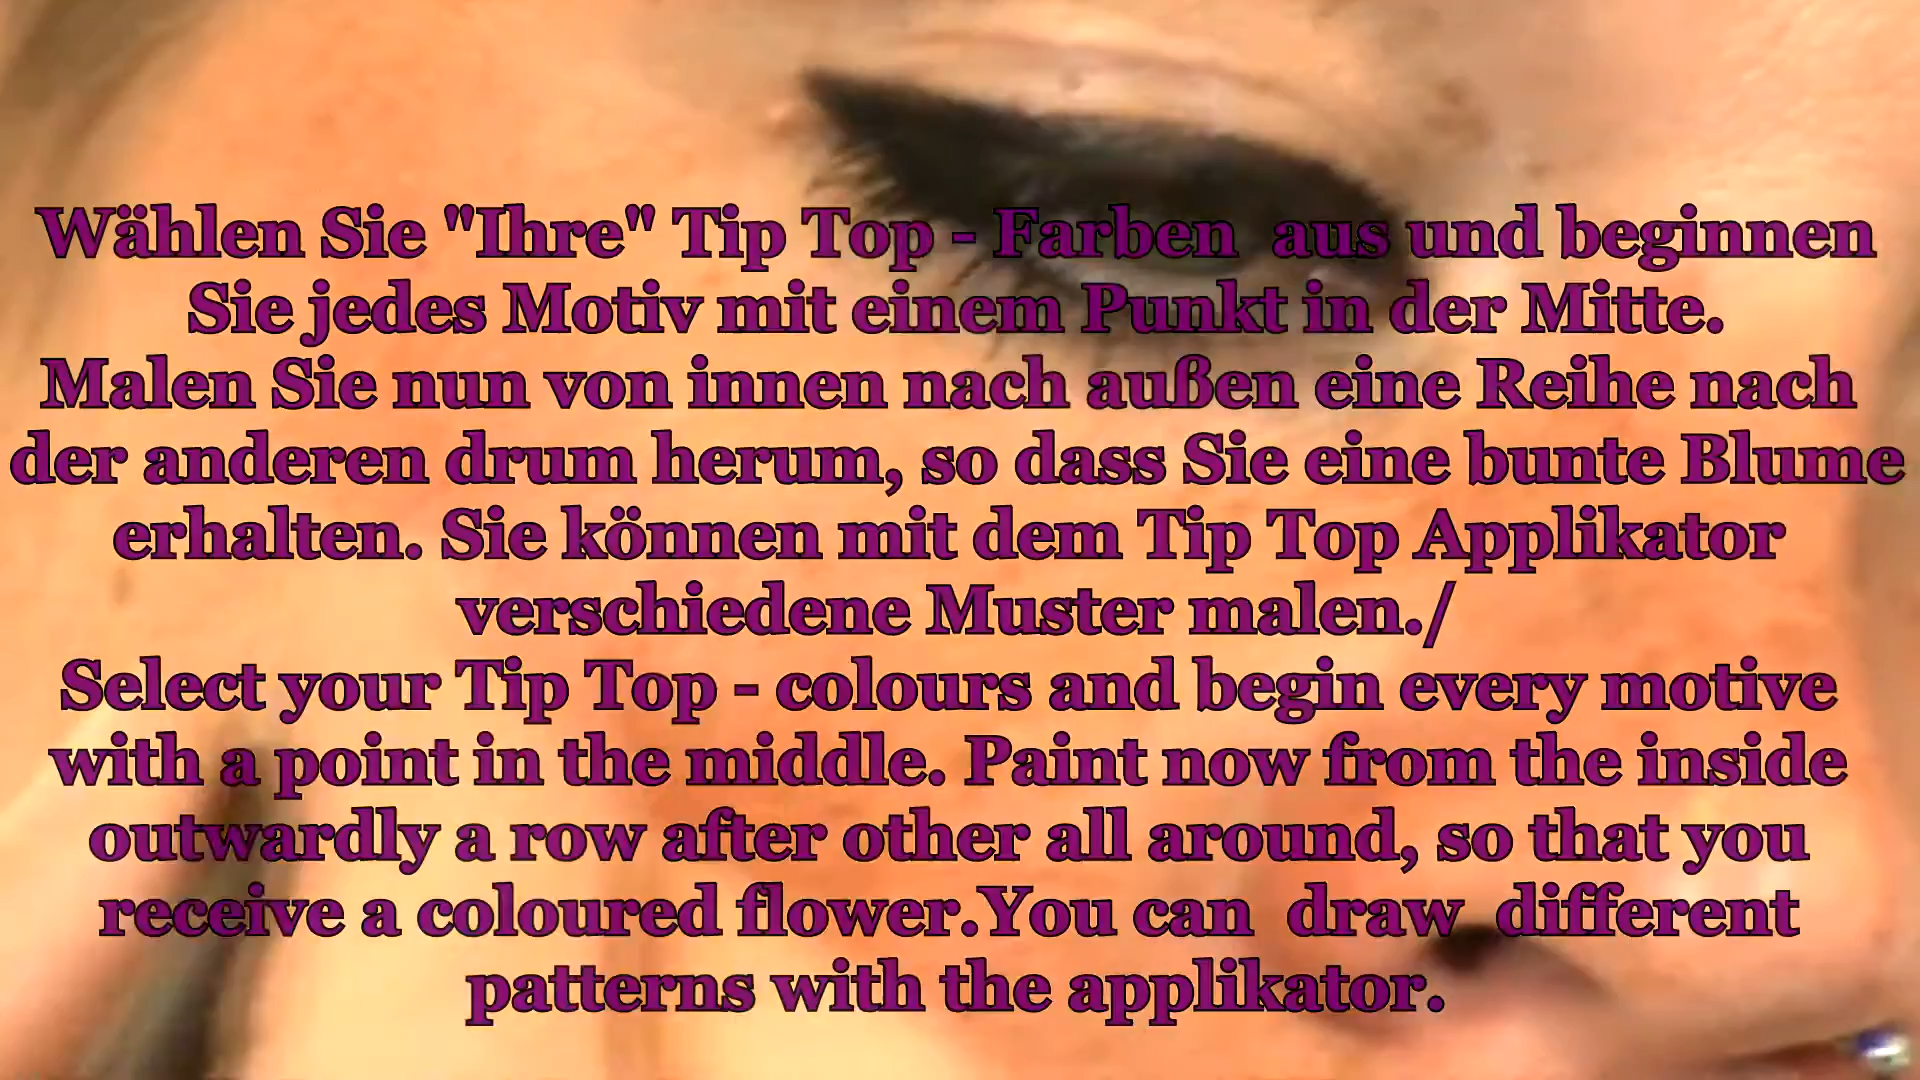 Wählen Sie "Ihre" Tip Top - Farben  aus und beginnen
Sie jedes Motiv mit einem Punkt in der Mitte.
Malen Sie nun von innen nach außen eine Reihe nach
der anderen drum herum, so dass Sie eine bunte Blume
erhalten. Sie können mit dem Tip Top Applikator
verschiedene Muster malen./
Select your Tip Top - colours and begin every motive
with a point in the middle. Paint now from the inside
outwardly a row after other all around, so that you
receive a coloured flower.You can  draw  different
patterns with the applikator.